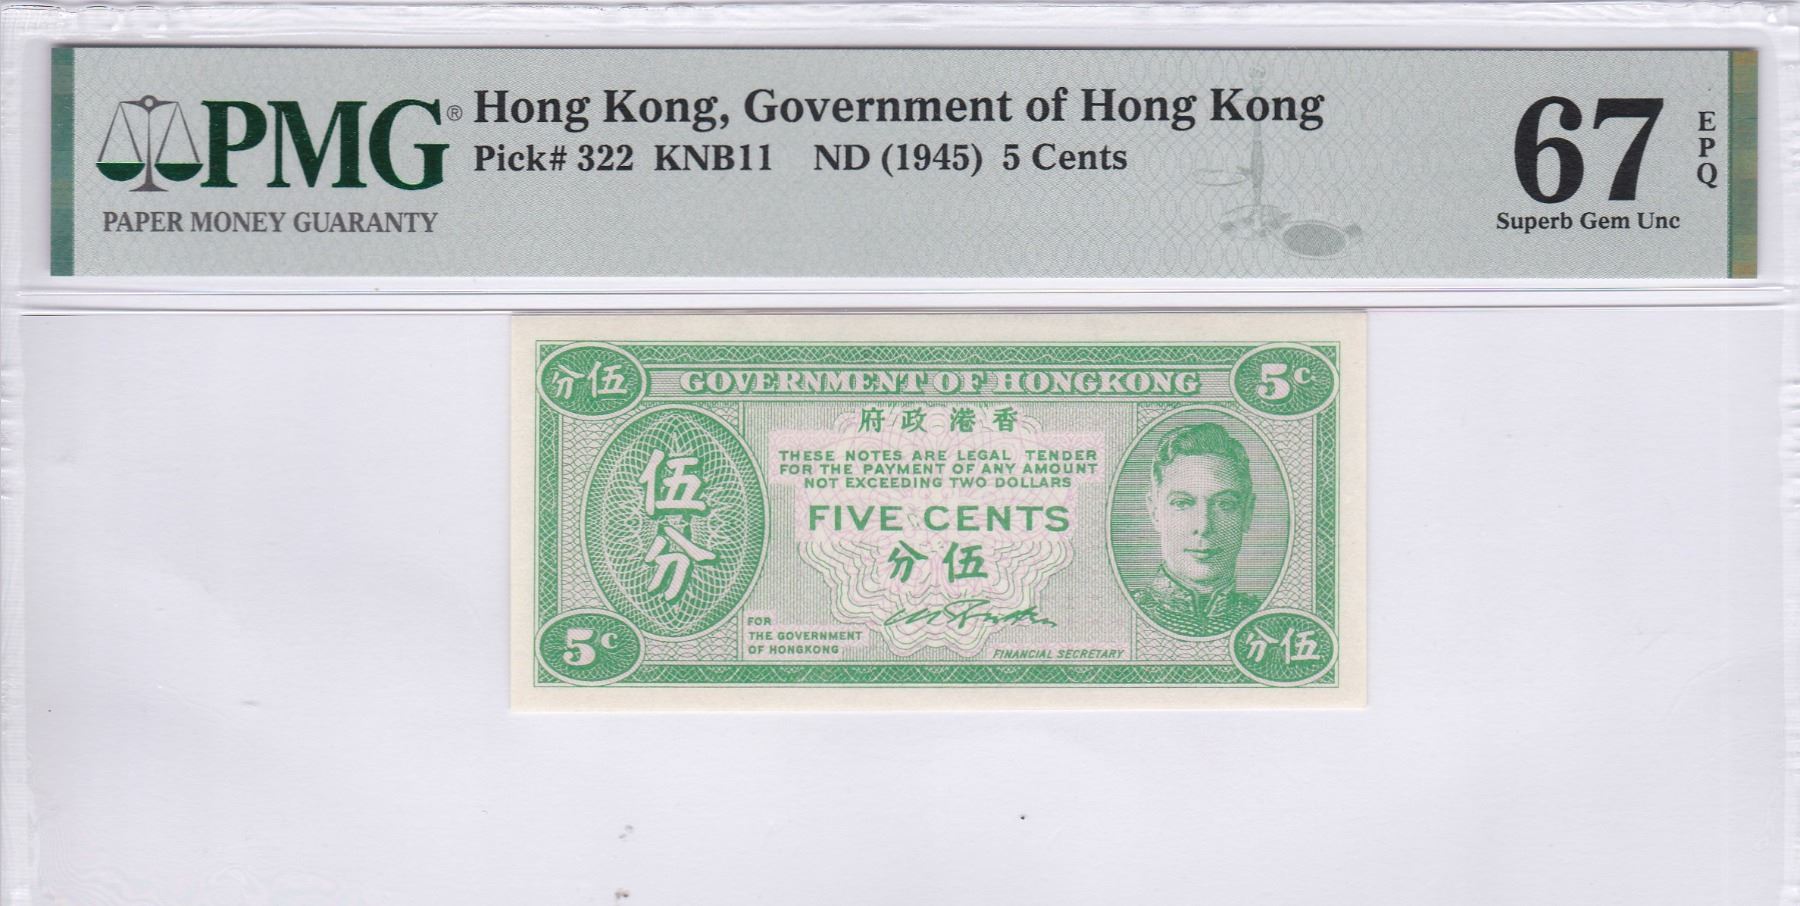 PMG®
PAPER MONEY GUARANTY
Hong Kong, Government of Hong Kong
Pick# 322 KNB11 ND (1945) 5 Cents
67
EPQ
Superb Gem Unc
分伍
GOVERNMENT OF HONGKONG
5c
府政港香
THESE NOTES ARE LEGAL TENDER
FOR THE PAYMENT OF ANY AMOUNT
NOT EXCEEDING TWO DOLLARS
伍
分
FIVE CENTS
分伍
FOR
THE GOVERNMENT
OF HONGKONG
FINANCIAL SECRETARY
5c
分伍